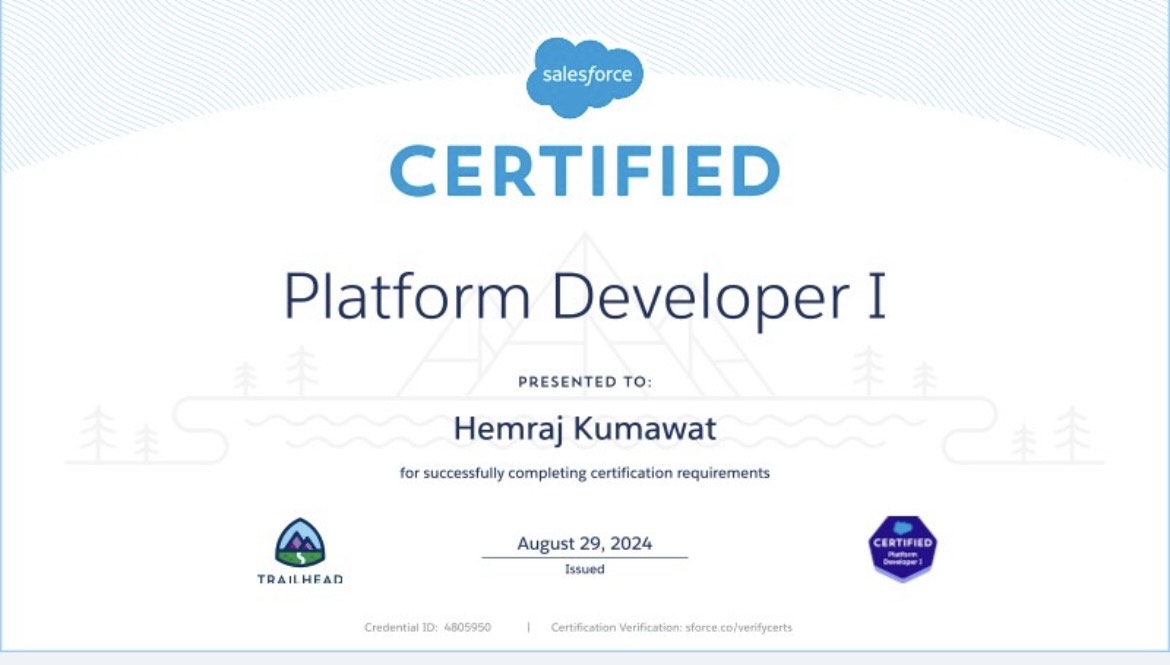 salesforce
CERTIFIED
Platform Developer I
PRESENTED TO:
Hemraj Kumawat
for successfully completing certification requirements
August 29, 2024
Issued
TRAILHEAD
CERTIFIED
Platform
Developer I
Credential ID: 4805950 | Certification Verification: sforce.co/verifycerts